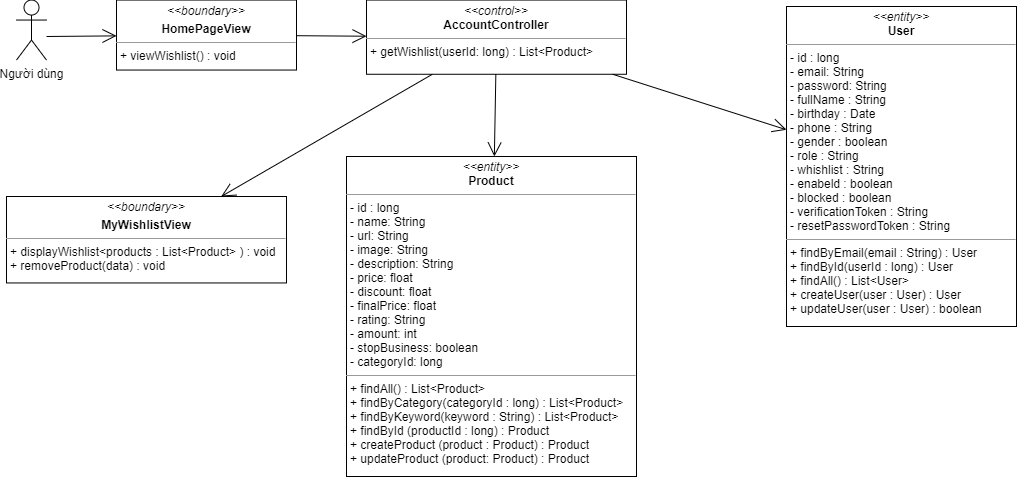 Người dùng
<<boundary>>
HomePageView
+ viewWishlist() : void
<<control>>
AccountController
+ getWishlist(userId: long) : List<Product>
<<entity>>
User
- id : long
- email: String
- password: String
- fullName : String
- birthday : Date
- phone : String
- gender : boolean
- role : String
- whishlist : String
- enabeld : boolean
- blocked : boolean
- verificationToken : String
- resetPasswordToken : String
+ findByEmail(email : String) : User
+ findById(userId : long) : User
+ findAll() : List<User>
+ createUser(user : User) : User
+ updateUser(user : User) : boolean
<<boundary>>
MyWishlistView
+ displayWishlist<products : List<Product> ) : void
+ removeProduct(data) : void
<<entity>>
Product
- id : long
- name: String
- url: String
- image: String
- description: String
- price: float
- discount: float
- finalPrice: float
- rating: String
- amount: int
- stopBusiness: boolean
- categoryId: long
+ findAll() : List<Product>
+ findByCategory(categoryId : long) : List<Product>
+ findByKeyword(keyword : String) : List<Product>
+ findById (productId : long) : Product
+ createProduct (product : Product) : Product
+ updateProduct (product: Product) : Product